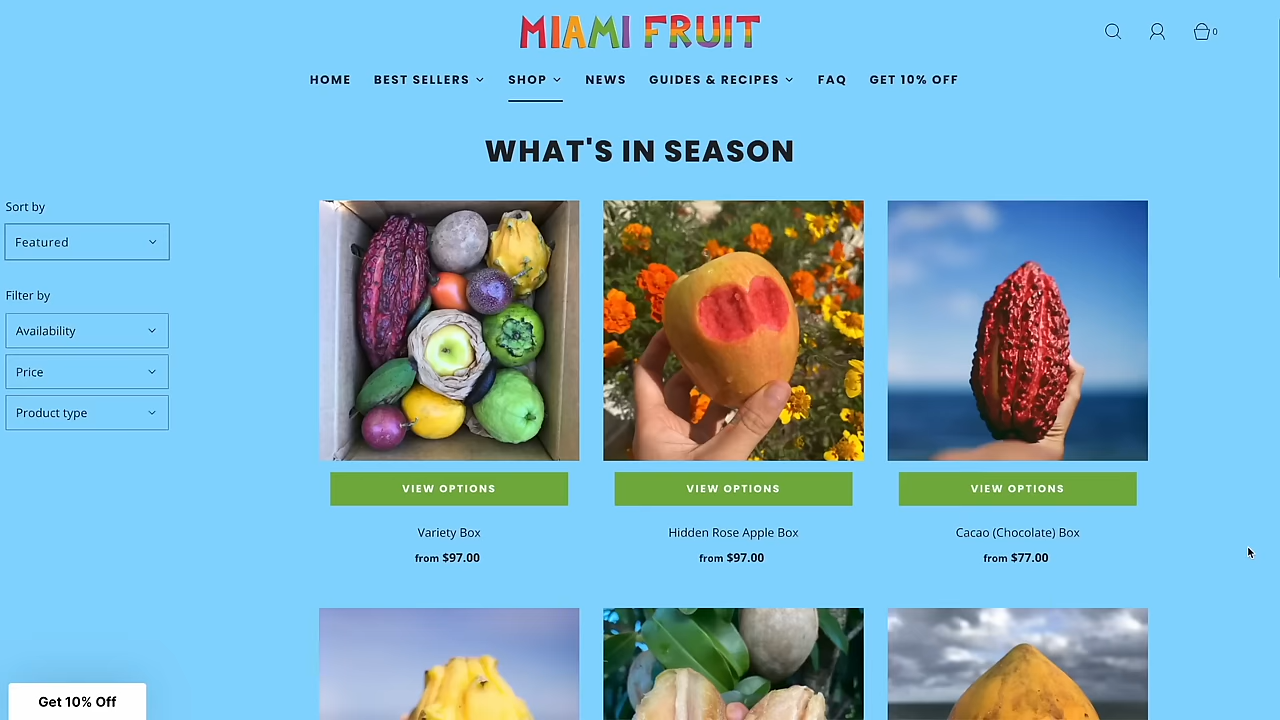 MIAMI FRUIT
0
HOME BEST SELLERS SHOP NEWS GUIDES & RECIPES FAQ GET 10% OFF
WHAT'S IN SEASON
Sort by
Featured
Filter by
Availability
Price
Product type
VIEW OPTIONS VIEW OPTIONS VIEW OPTIONS
Variety Box Hidden Rose Apple Box Cacao (Chocolate) Box
from $97.00 from $97.00 from $77.00
Get 10% Off